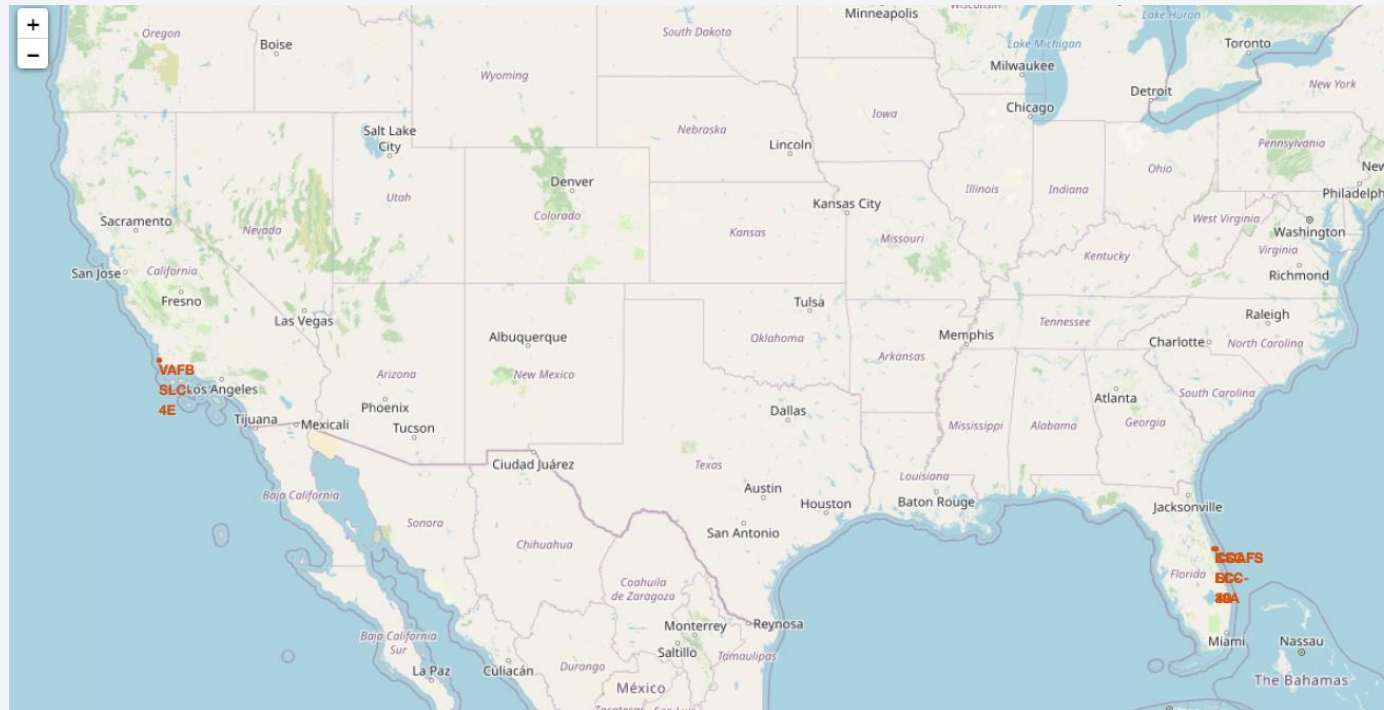 +
−
Oregon
Boise
South Dakota
Minneapolis
Wisconsin
Lake Huron
Toronto
Wyoming
Lake Michigan
Milwaukee
Detroit
New York
Iowa
Chicago
Salt Lake
City
Nebraska
Lincoln
Pennsylvania
Ohio
Denver
Utah
Colorado
Illinois
Indiana
New
Philadelph
Kansas City
Sacramento
Nevada
Kansas
Missouri
West Virginia
Washington
Virginia
Kentucky
San Jose
California
Fresno
Richmond
Las Vegas
Tulsa
Raleigh
Albuquerque
Oklahoma
Memphis
Tennessee
Charlotte
North Carolina
VAFB
SLC-
4E
Los Angeles
Arizona
New Mexico
Arkansas
South Carolina
Phoenix
Atlanta
Tijuana
Mexicali
Tucson
Dallas
Mississippi
Alabama
Georgia
Ciudad Juárez
Texas
Louisiana
Baja California
Austin
Houston
Baton Rouge
Jacksonville
Sonora
San Antonio
Chihuahua
Florida
Coahuila
de Zaragoza
Monterrey
Reynosa
Baja California
Sur
Saltillo
Tamaulipas
Miami
Nassau
La Paz
Culiacán
Durango
México
The Bahamas